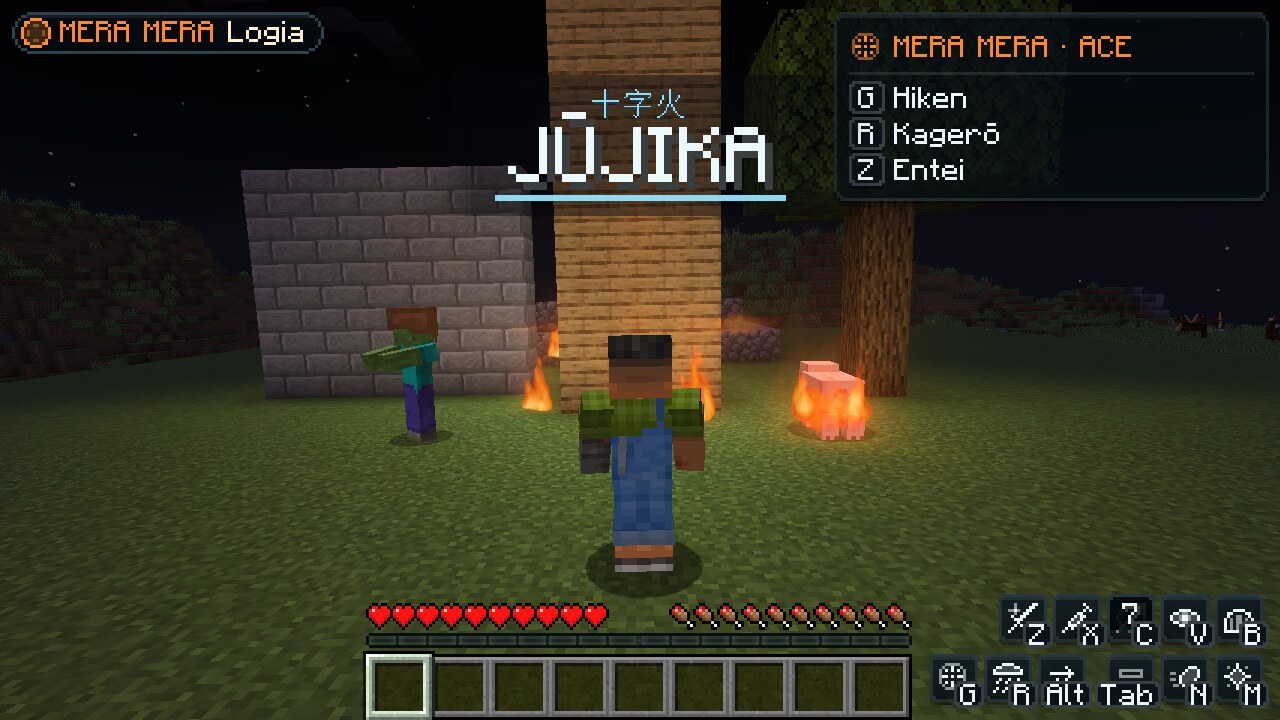 MERA MERA Logia
MERA MERA · ACE
G Hiken
R Kagerō
Z Entei
十字火
JŪJIKA
Z X C V B
G R Alt Tab N M